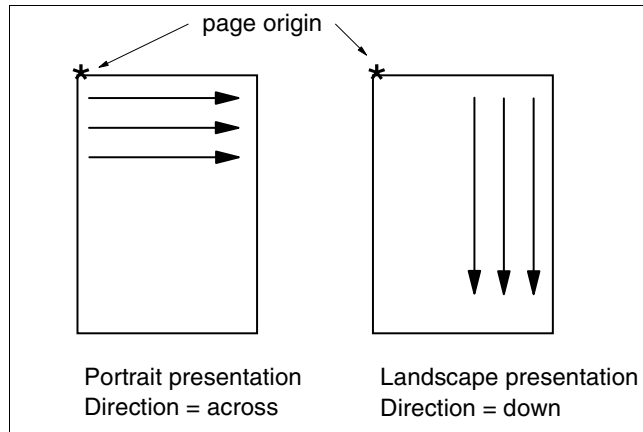 page origin
Portrait presentation
Direction = across
Landscape presentation
Direction = down